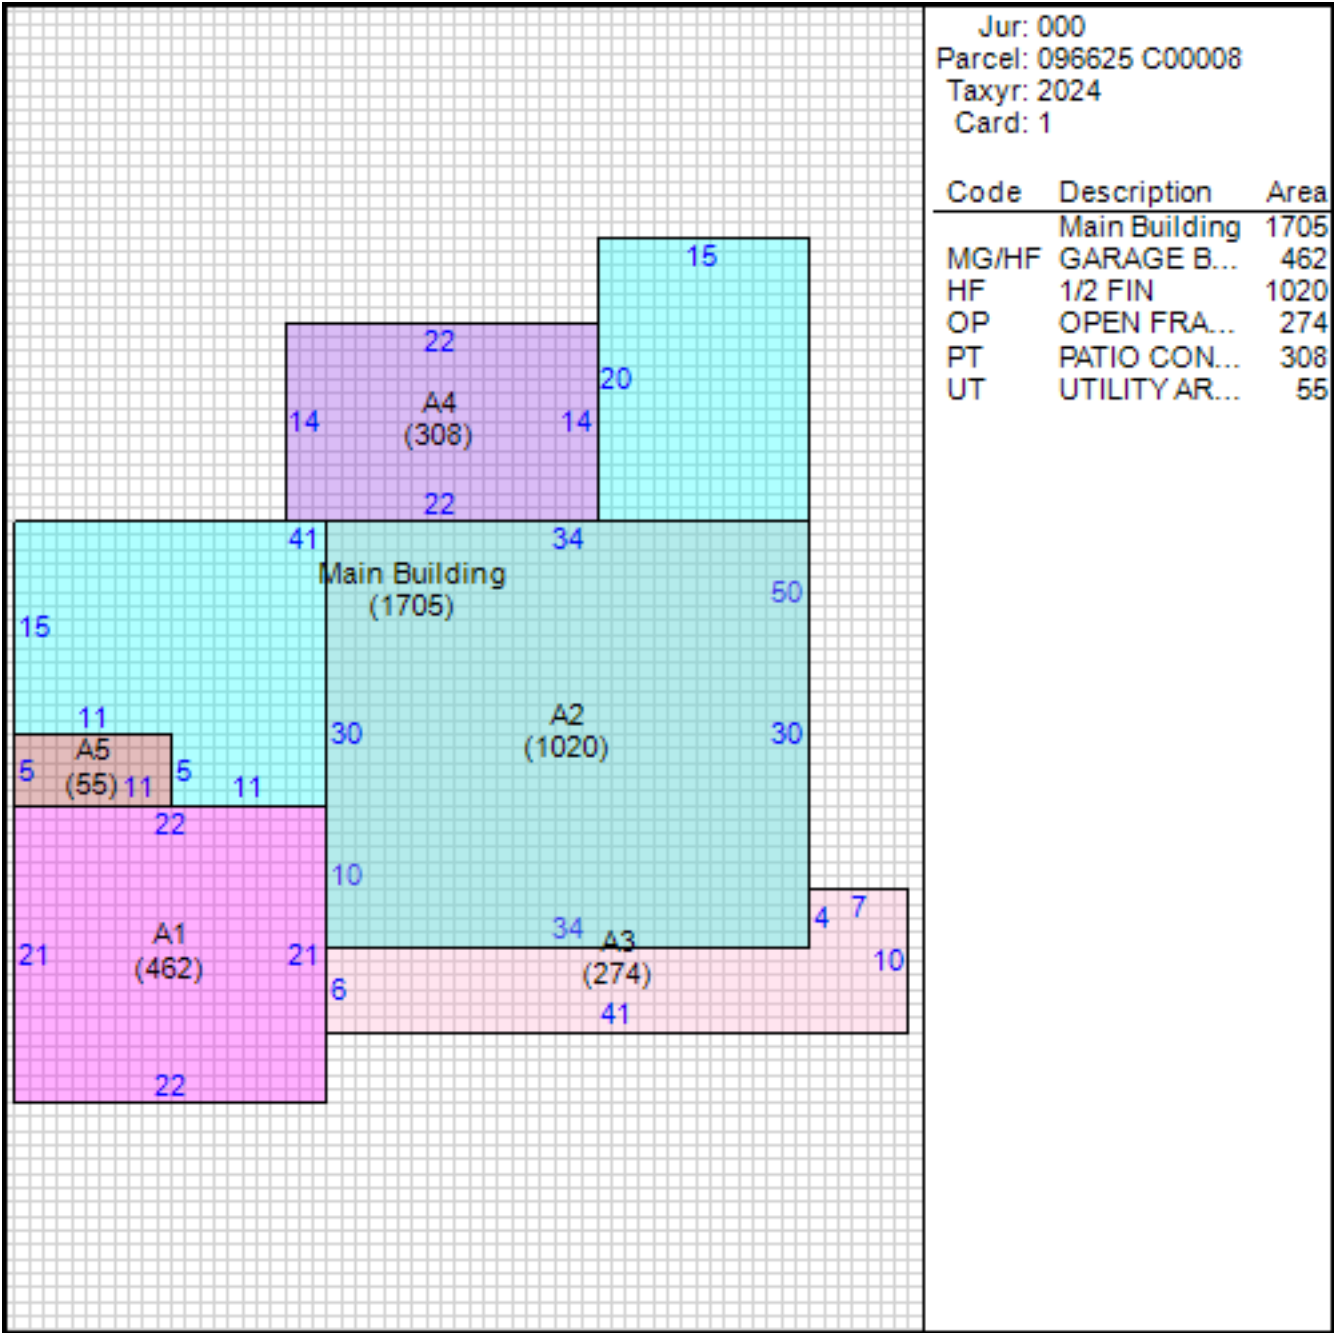 Jur: 000
Parcel: 096625 C00008
Taxyr: 2024
Card: 1
Code Description Area
Main Building 1705
MG/HF GARAGE B... 462
HF 1/2 FIN 1020
OP OPEN FRA... 274
PT PATIO CON... 308
UT UTILITY AR... 55
15
22
20
A4
14 14
(308)
22
41 34
Main Building
50
(1705)
15
11
A2
30 30
(1020)
A5
5 5
(55) 11 11
22
10
7
4
34
A1 A3
21 21 10
(462) (274)
6
41
22